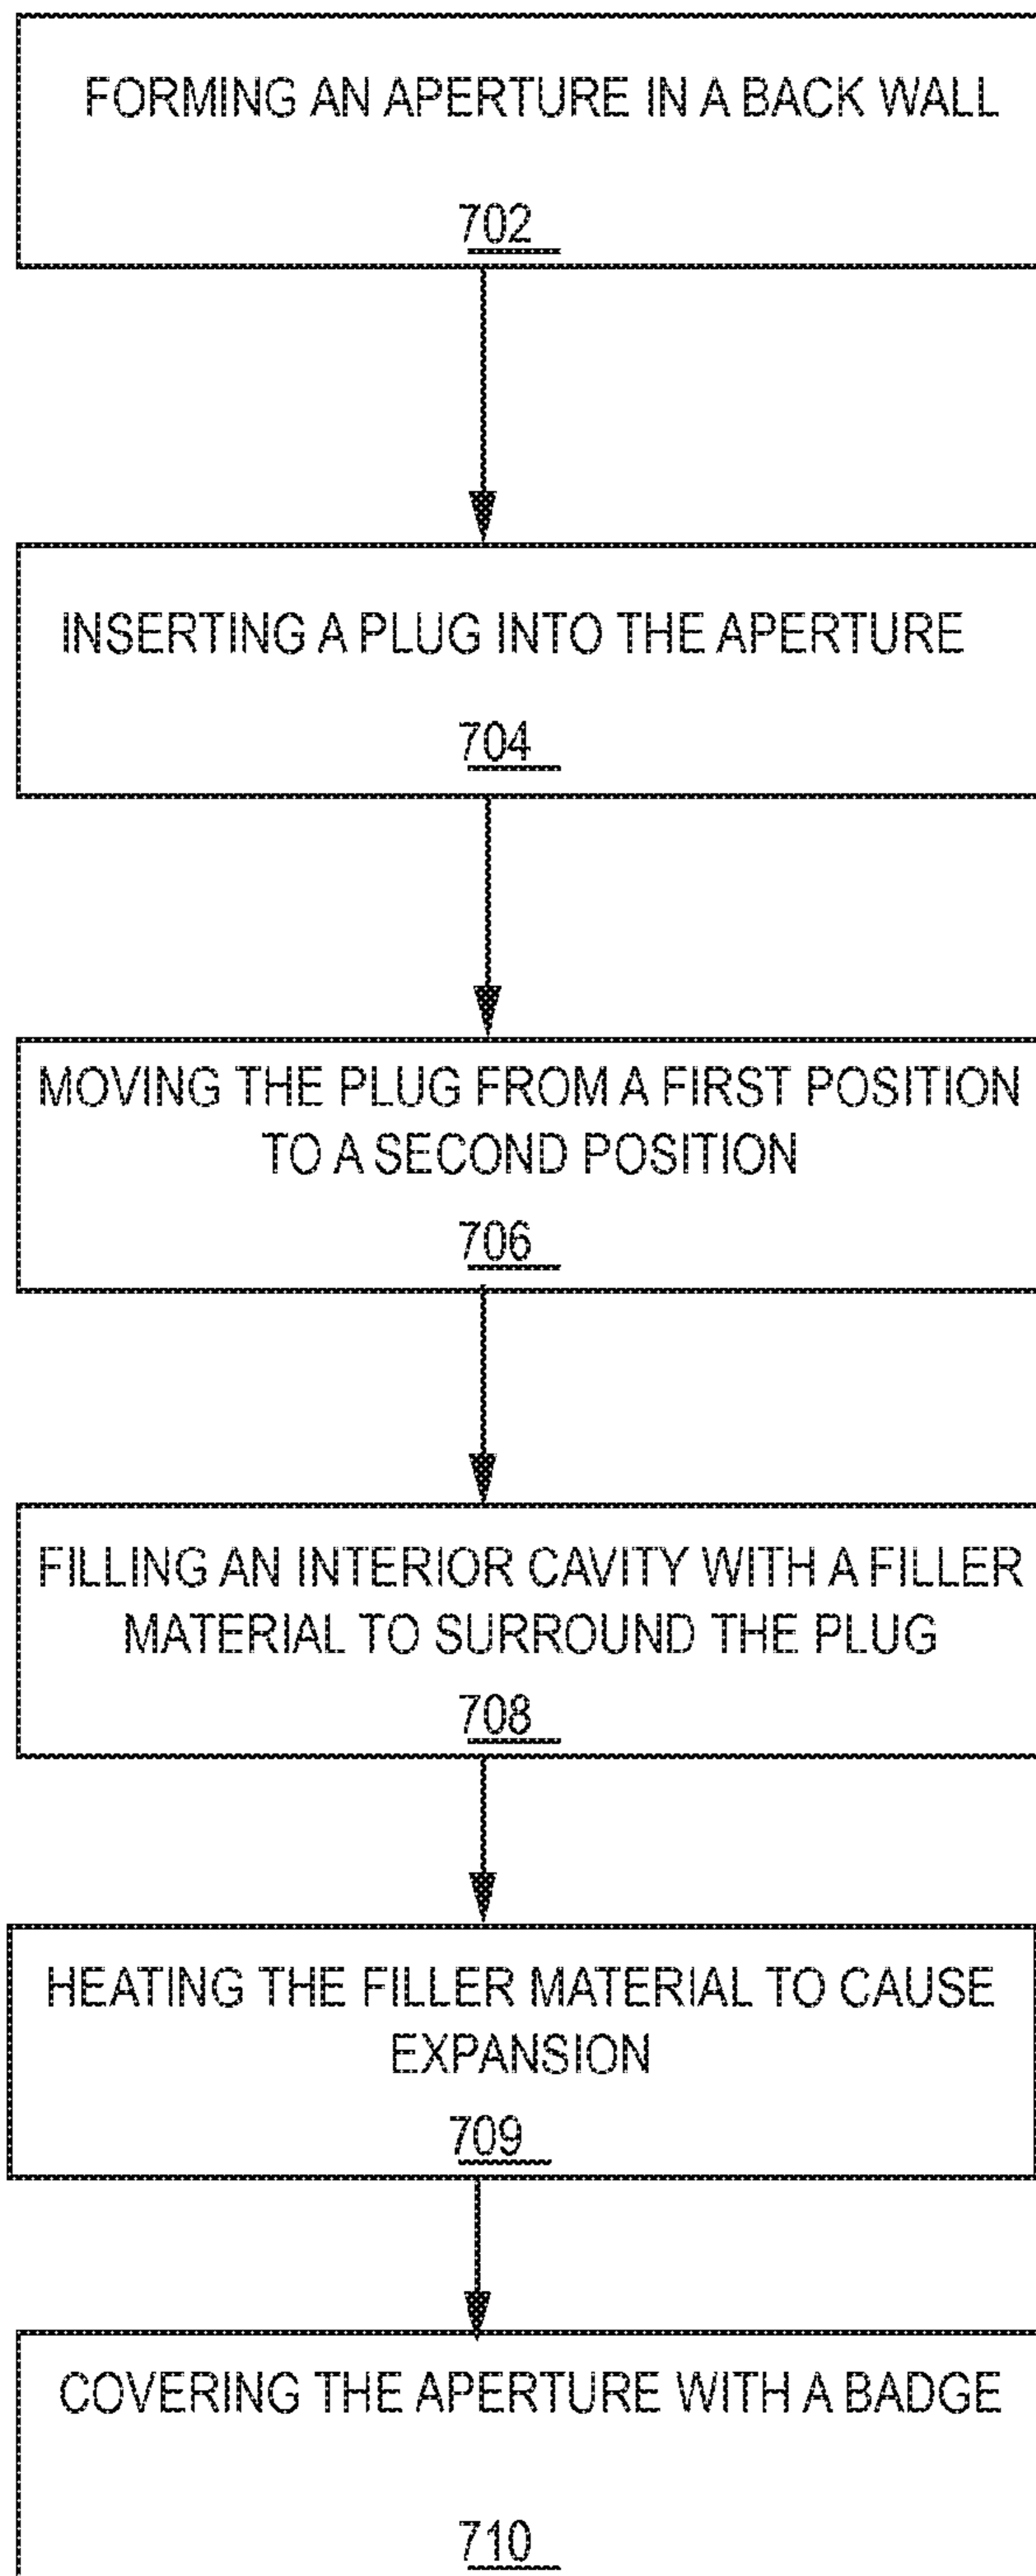 FORMING AN APERTURE IN A BACK WALL
702
INSERTING A PLUG INTO THE APERTURE
704
MOVING THE PLUG FROM A FIRST POSITION
TO A SECOND POSITION
706
FILLING AN INTERIOR CAVITY WITH A FILLER
MATERIAL TO SURROUND THE PLUG
708
HEATING THE FILLER MATERIAL TO CAUSE
EXPANSION
709
COVERING THE APERTURE WITH A BADGE
710